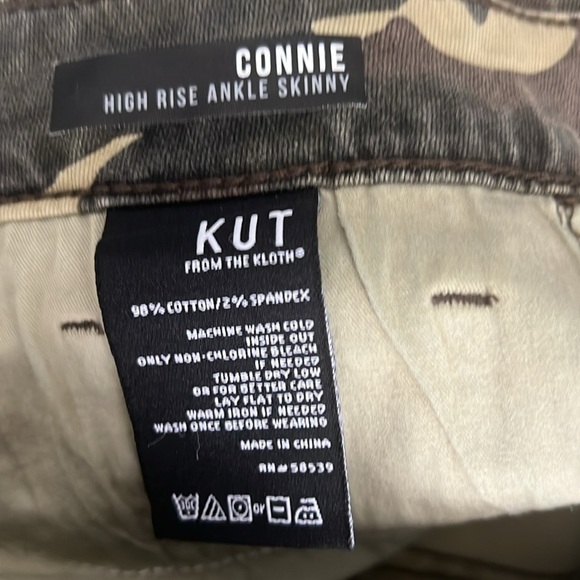 CONNIE
HIGH RISE ANKLE SKINNY
KUT
FROM THE KLOTH®
98% COTTON/2% SPANDEX
MACHINE WASH COLD
INSIDE OUT
ONLY NON-CHLORINE BLEACH
IF NEEDED
TUMBLE DRY LOW
OR FOR BETTER CARE
LAY FLAT TO DRY
WARM IRON IF NEEDED
WASH ONCE BEFORE WEARING
MADE IN CHINA
RN# 58539
or